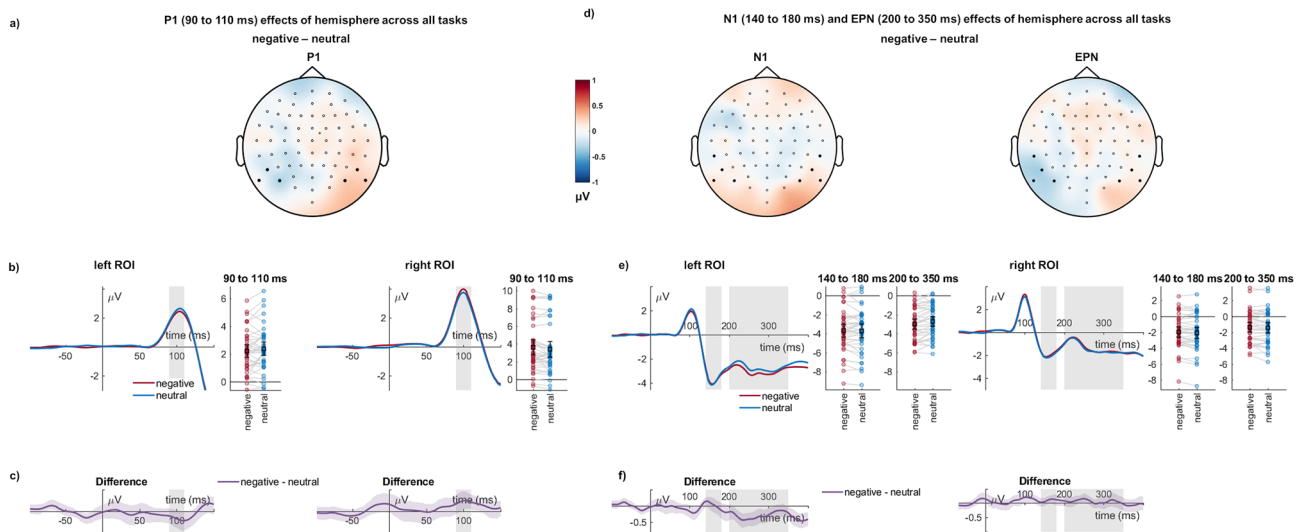 a)
P1 (90 to 110 ms) effects of hemisphere across all tasks
negative – neutral
P1
d)
N1 (140 to 180 ms) and EPN (200 to 350 ms) effects of hemisphere across all tasks
negative – neutral
N1
EPN
1
0.5
0
-0.5
-1
µV
b)
left ROI
90 to 110 ms
µV
2
-2
time (ms)
-50
100
negative
neutral
6
4
2
0
negative
neutral
right ROI
90 to 110 ms
µV
2
-2
time (ms)
-50
100
10
8
6
4
2
0
negative
neutral
e)
left ROI
140 to 180 ms
200 to 350 ms
µV
2
-2
-4
100
200
300
time (ms)
negative
neutral
0
-2
-4
-6
-8
negative
neutral
0
-2
-4
-6
-8
negative
neutral
right ROI
140 to 180 ms
200 to 350 ms
µV
2
-2
-4
100
200
300
time (ms)
2
0
-2
-4
-6
-8
negative
neutral
2
0
-2
-4
-6
-8
negative
neutral
c)
Difference
µV
time (ms)
-50
100
negative - neutral
Difference
µV
time (ms)
-50
100
f)
Difference
µV
100
200
300
time (ms)
-0.5
negative - neutral
Difference
µV
100
200
300
time (ms)
-0.5